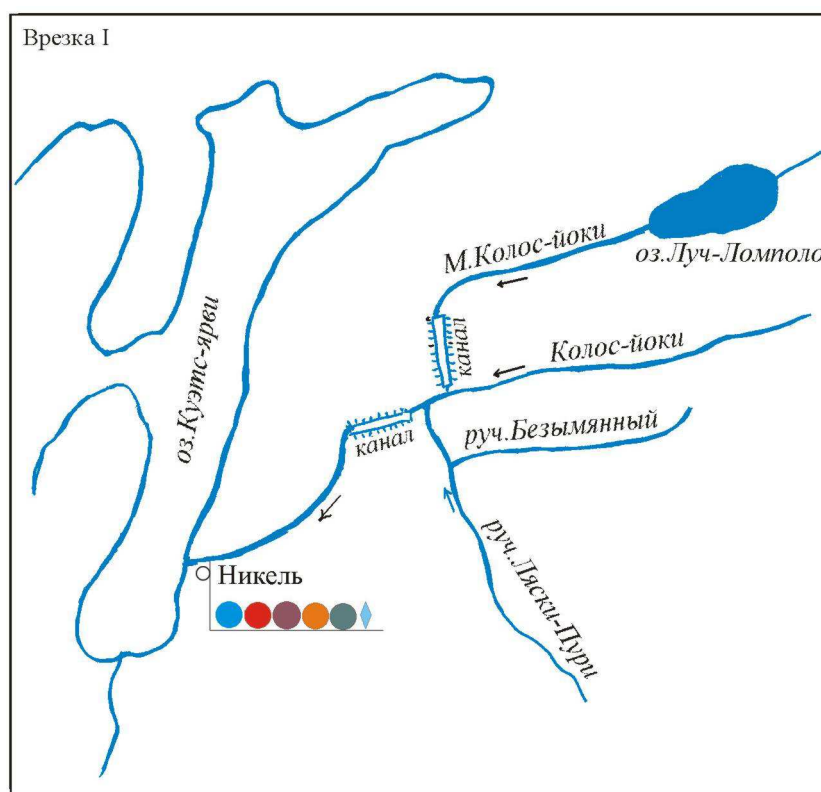 Врезка I
М.Колос-йоки
оз.Луч-Ломполо
канал
Колос-йоки
оз.Куэтс-ярви
канал
руч.Безымянный
руч.Ляски-Пури
Никель